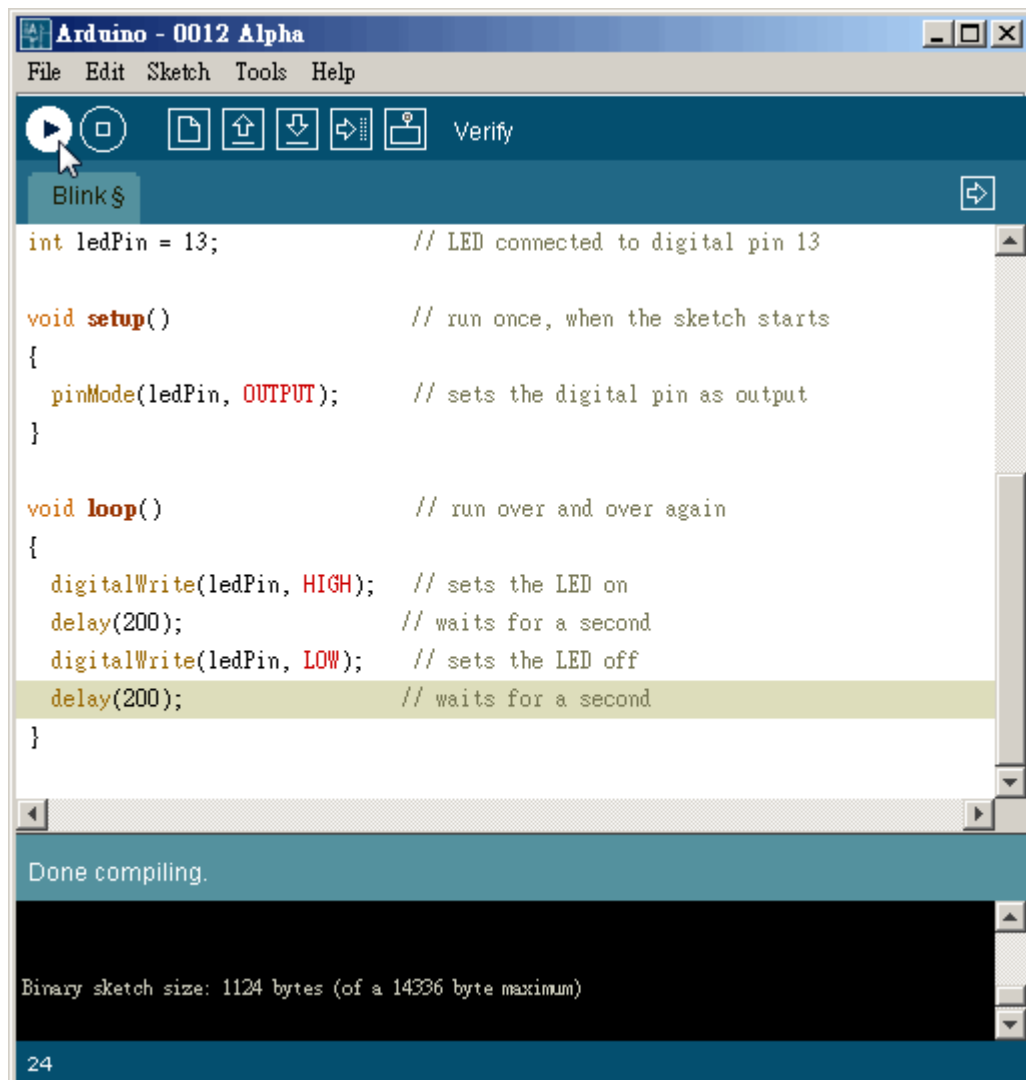 Arduino - 0012 Alpha
File Edit Sketch Tools Help
Verify
Blink §
int ledPin = 13; // LED connected to digital pin 13
void setup() // run once, when the sketch starts
{
pinMode(ledPin, OUTPUT); // sets the digital pin as output
}
void loop() // run over and over again
{
digitalWrite(ledPin, HIGH); // sets the LED on
delay(200); // waits for a second
digitalWrite(ledPin, LOW); // sets the LED off
delay(200); // waits for a second
}
Done compiling.
Binary sketch size: 1124 bytes (of a 14336 byte maximum)
24